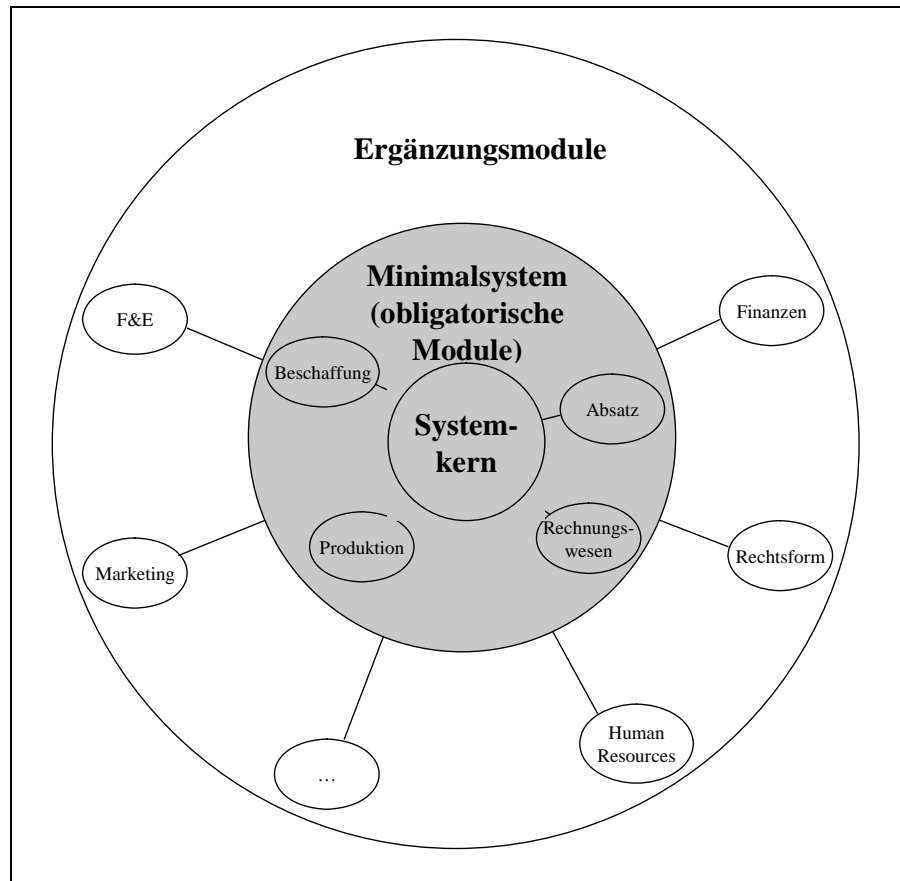 Ergänzungsmodule
Minimalsystem
(obligatorische
Module)
F&E
Finanzen
Beschaffung
Absatz
System-
kern
Produktion
Rechnungs-
wesen
Marketing
Rechtsform
Human
Resources
…